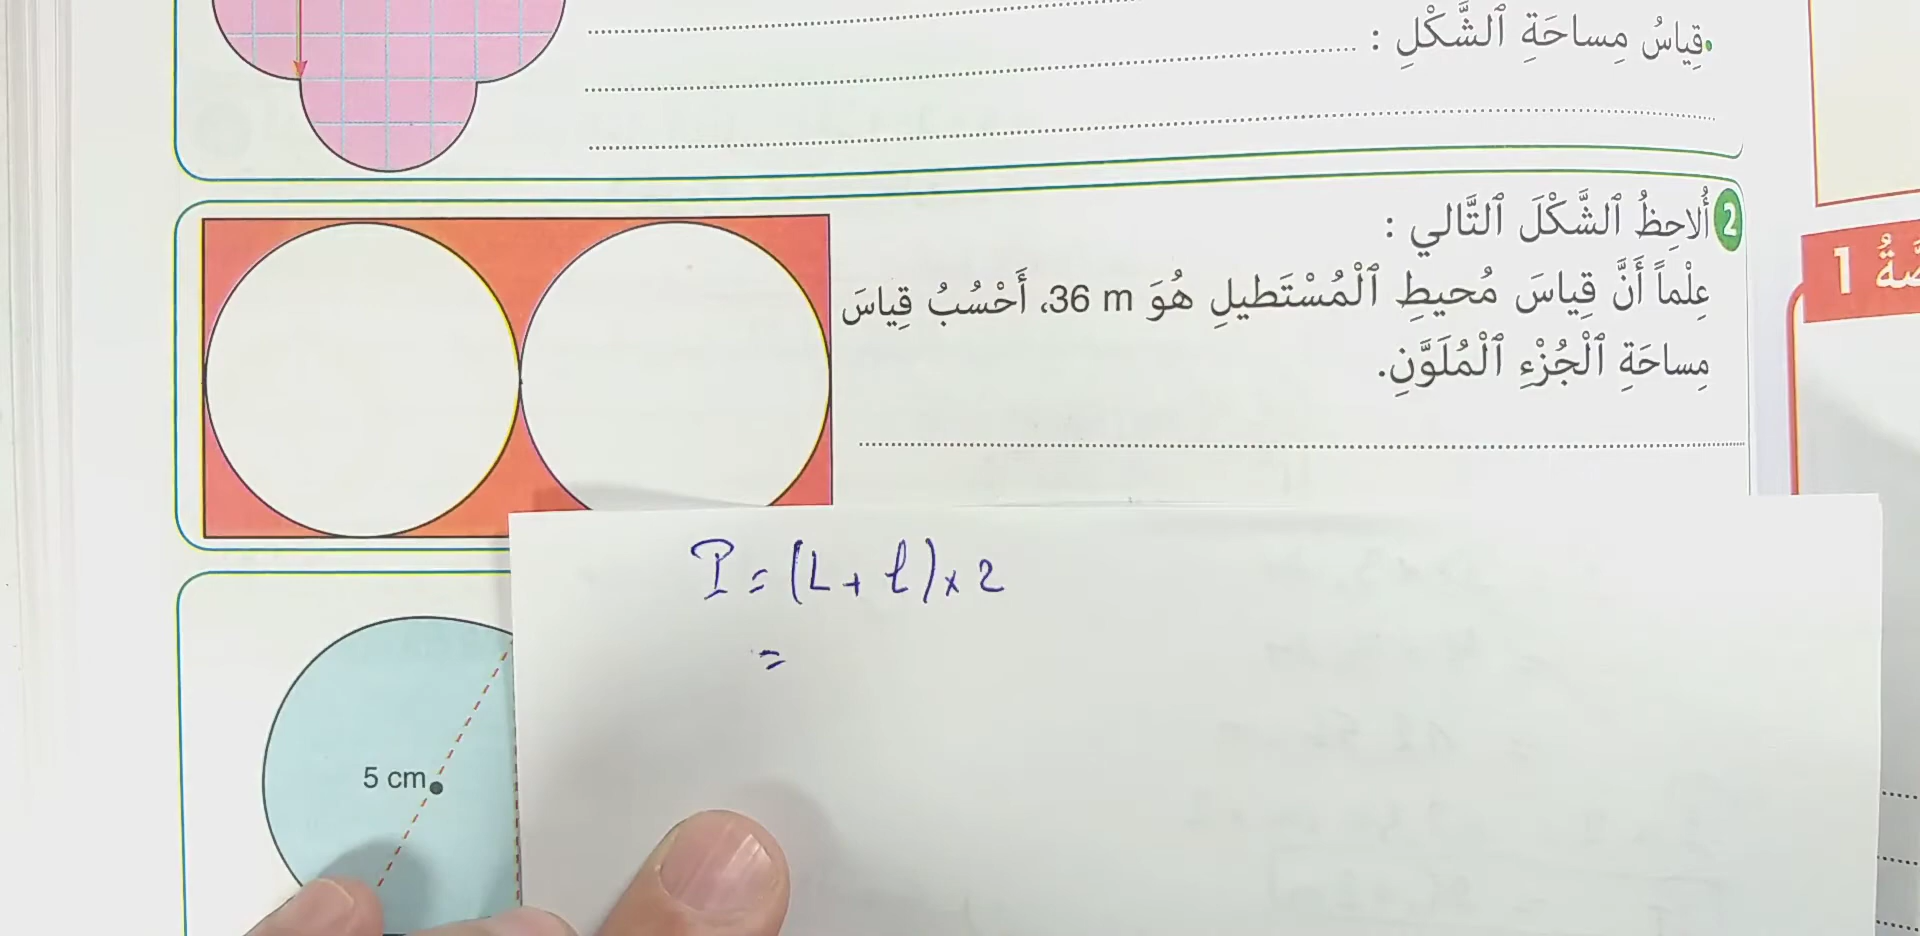 •قِياسُ مِساحَةِ ٱلشَّكْلِ :
2 أُلاحِظُ ٱلشَّكْلَ ٱلتَّالي :
عِلْماً أَنَّ قِياسَ مُحيطِ ٱلْمُسْتَطيلِ هُوَ 36 m، أَحْسُبُ قِياسَ
مِساحَةِ ٱلْجُزْءِ ٱلْمُلَوَّنِ.
1
P = (L + l) x 2
=
5 cm